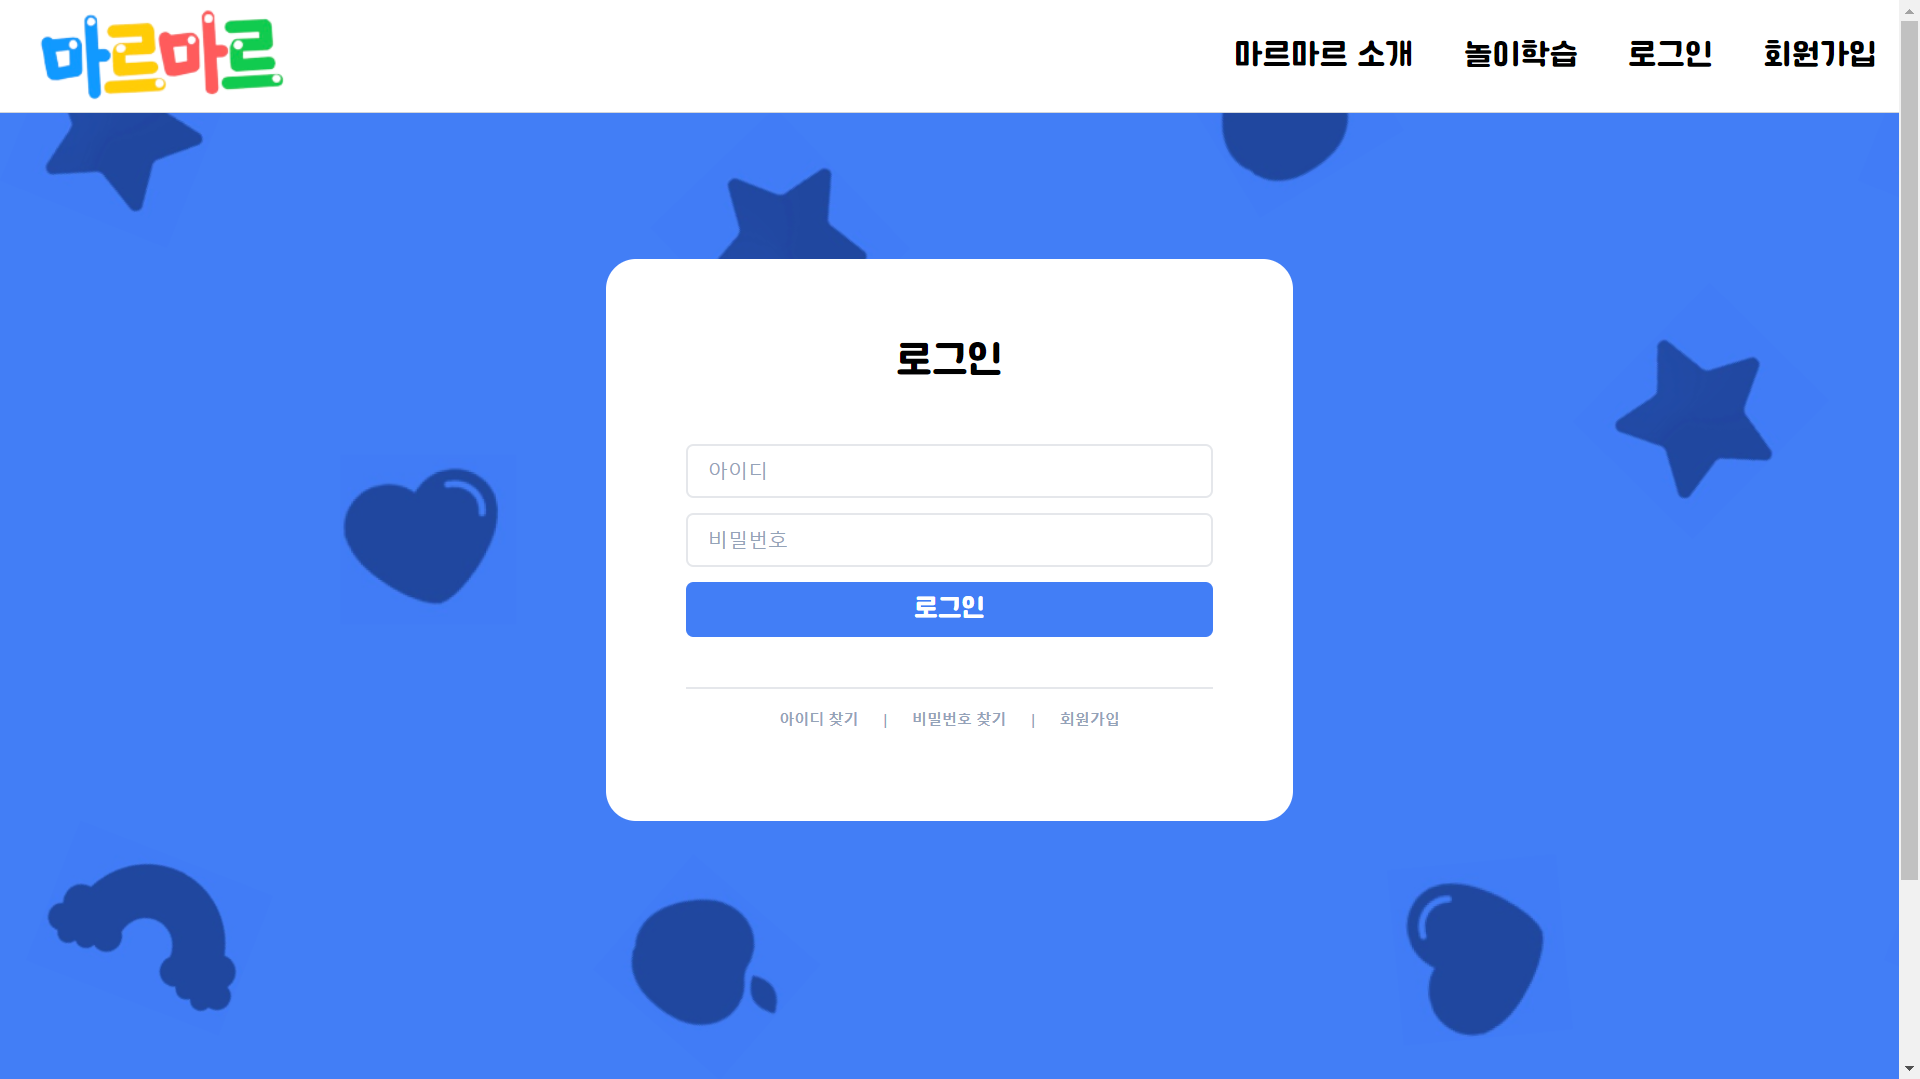 마르마르
마르마르 소개 놀이학습 로그인 회원가입
로그인
아이디
비밀번호
로그인
아이디 찾기 | 비밀번호 찾기 | 회원가입